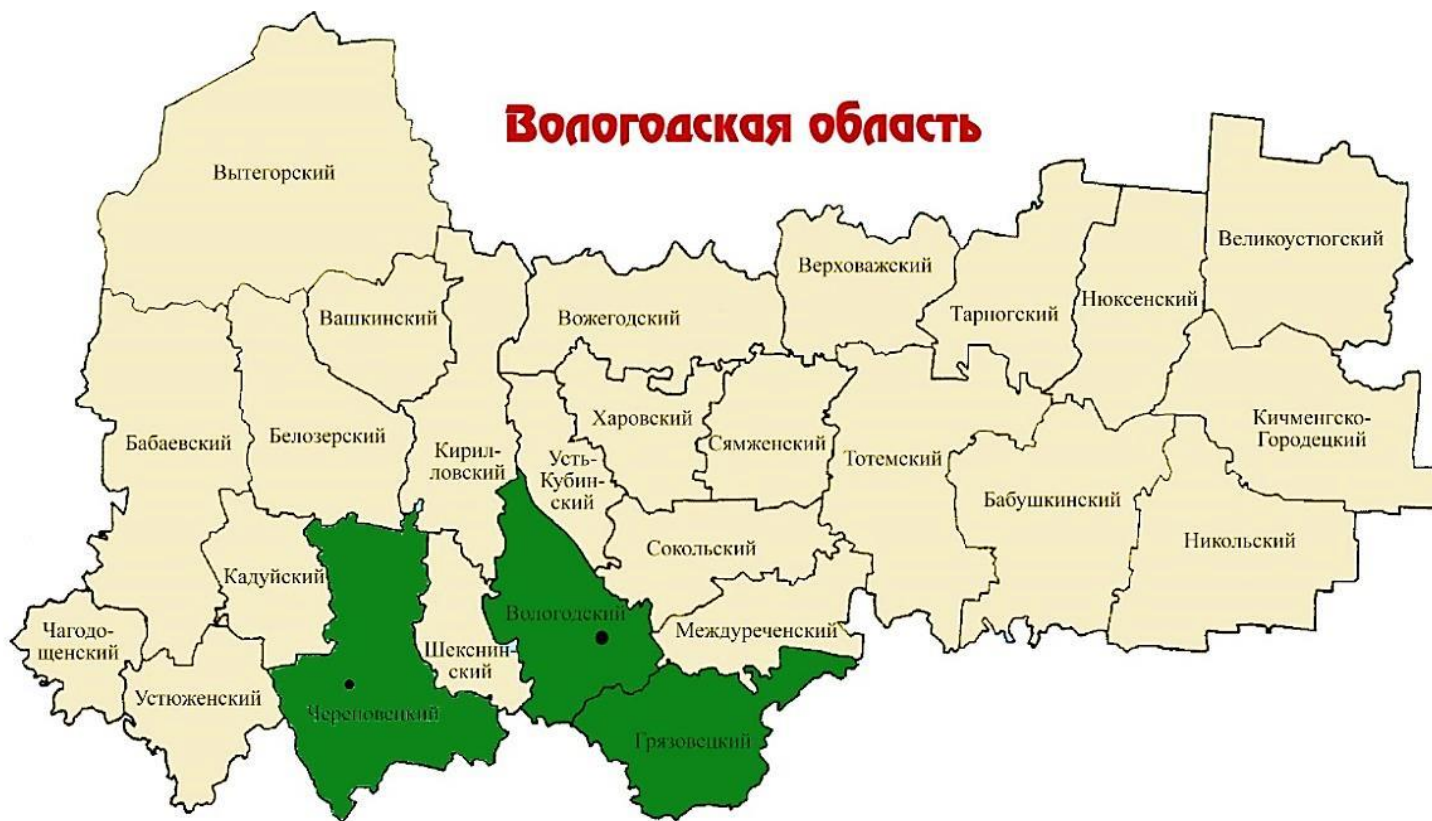 Вологодская область
Вытегорский
Великоустюгский
Верховажский
Нюксенский
Тарногский
Вашкинский
Вожегодский
Харовский
Кичменгско-
Городецкий
Бабаевский
Белозерский
Сямженский
Кирил-
ловский
Усть-
Кубин-
ский
Тотемский
Бабушкинский
Никольский
Сокольский
Кадуйский
Вологодский
Чагодо-
щенский
Междуреченский
Шекснин-
ский
Устюженский
Череповецкий
Грязовецкий